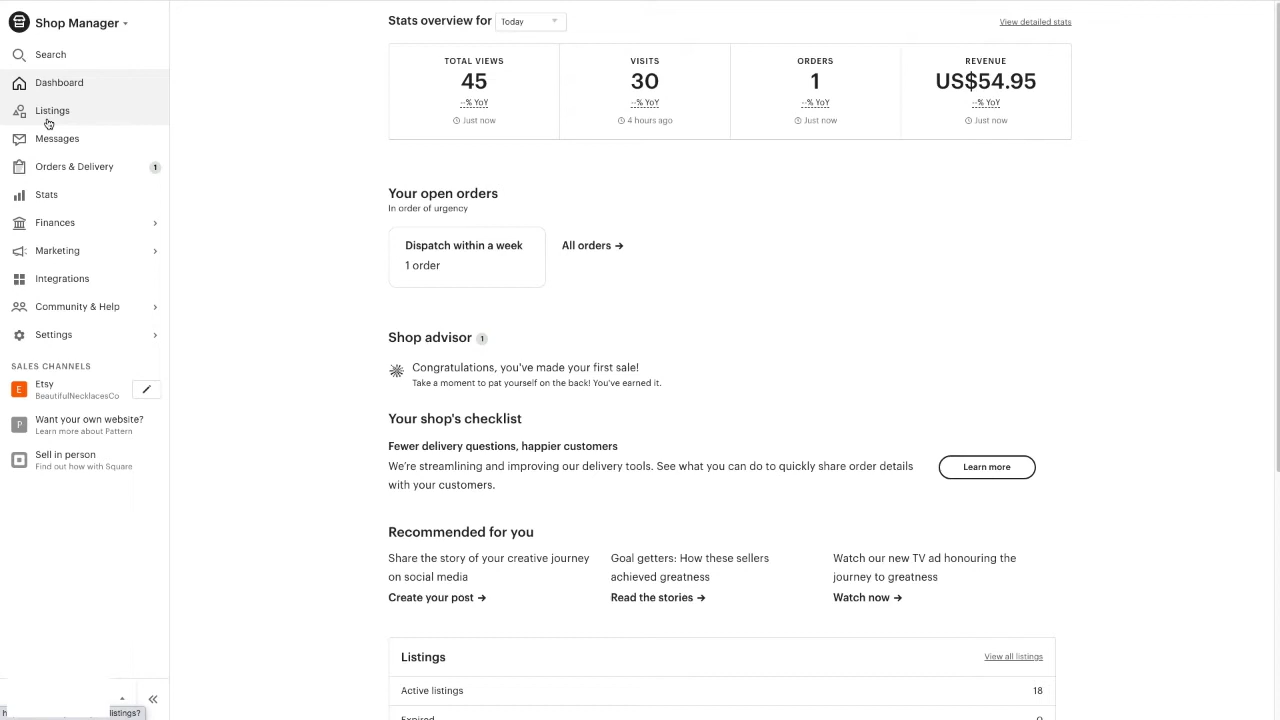 Shop Manager
Search
Dashboard
Listings
Messages
Orders & Delivery 1
Stats
Finances
Marketing
Integrations
Community & Help
Settings
SALES CHANNELS
E Etsy
BeautifulNecklacesCo
P Want your own website?
Learn more about Pattern
Sell in person
Find out how with Square
listings?
Stats overview for Today View detailed stats
TOTAL VIEWS
45
--% YoY
Just now
VISITS
30
--% YoY
4 hours ago
ORDERS
1
--% YoY
Just now
REVENUE
US$54.95
--% YoY
Just now
Your open orders
In order of urgency
Dispatch within a week
1 order
All orders →
Shop advisor 1
Congratulations, you've made your first sale!
Take a moment to pat yourself on the back! You've earned it.
Your shop's checklist
Fewer delivery questions, happier customers
We're streamlining and improving our delivery tools. See what you can do to quickly share order details
with your customers.
Learn more
Recommended for you
Share the story of your creative journey
on social media
Create your post →
Goal getters: How these sellers
achieved greatness
Read the stories →
Watch our new TV ad honouring the
journey to greatness
Watch now →
Listings View all listings
Active listings 18
Expired 0